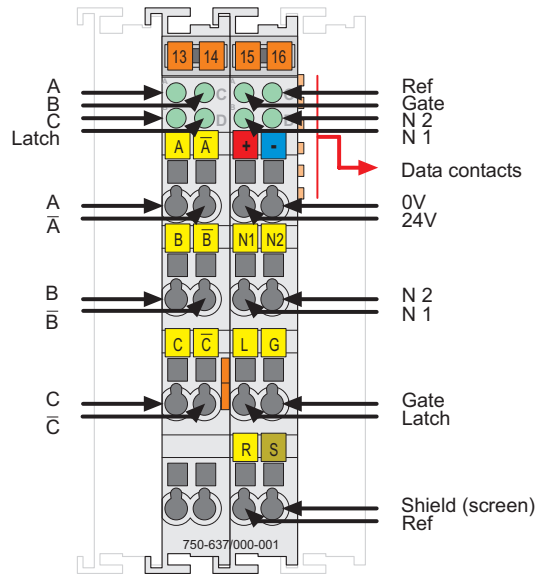 13 14 15 16
A
B
C
Latch
Ref
Gate
N 2
N 1
C
D
A A̅ + -
Data contacts
A
A̅
0V
24V
B B̅ N1 N2
B
B̅
N 2
N 1
C C̅ L G
C
C̅
Gate
Latch
R S
Shield (screen)
Ref
750-637/000-001